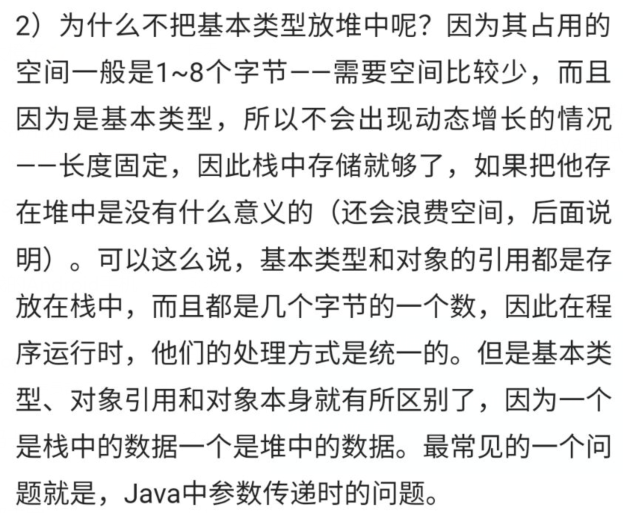 2）为什么不把基本类型放堆中呢？因为其占用的
空间一般是1~8个字节——需要空间比较少，而且
因为是基本类型，所以不会出现动态增长的情况
——长度固定，因此栈中存储就够了，如果把他存
在堆中是没有什么意义的（还会浪费空间，后面说
明）。可以这么说，基本类型和对象的引用都是存
放在栈中，而且都是几个字节的一个数，因此在程
序运行时，他们的处理方式是统一的。但是基本类
型、对象引用和对象本身就有所区别了，因为一个
是栈中的数据一个是堆中的数据。最常见的一个问
题就是，Java中参数传递时的问题。